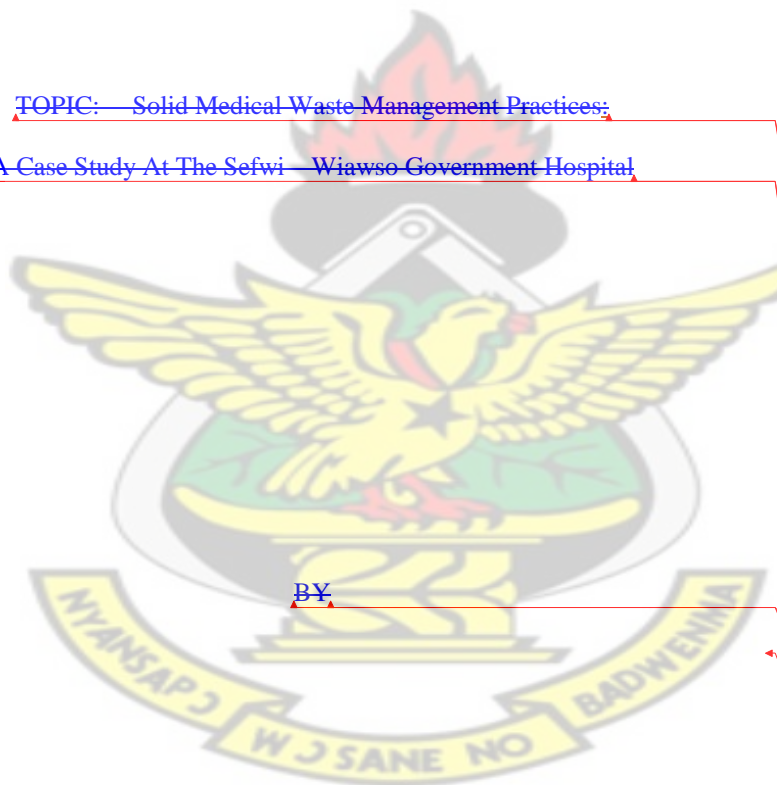 TOPIC: Solid Medical Waste Management Practices:
A Case Study At The Sefwi – Wiawso Government Hospital
BY
NYANSAPƆ WƆSANE NO BADWENMA